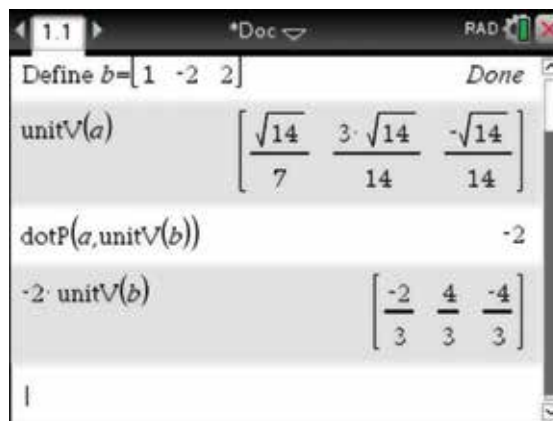 1.1 *Doc RAD
Define b=[1 -2 2] Done
unitV(a) [√14/7 3·√14/14 -√14/14]
dotP(a,unitV(b)) -2
-2·unitV(b) [-2/3 4/3 -4/3]